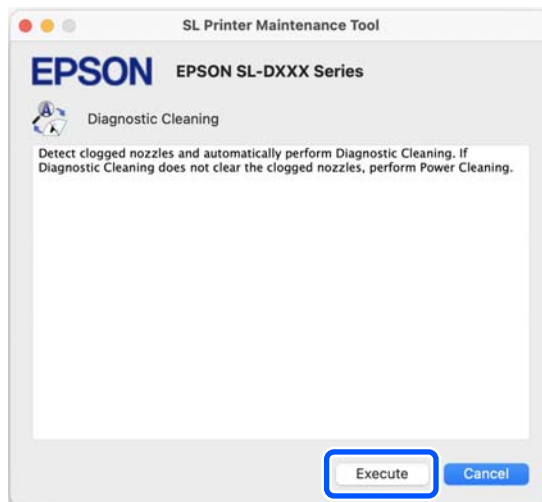 SL Printer Maintenance Tool
EPSON EPSON SL-DXXX Series
Diagnostic Cleaning
Detect clogged nozzles and automatically perform Diagnostic Cleaning. If
Diagnostic Cleaning does not clear the clogged nozzles, perform Power Cleaning.
Execute Cancel